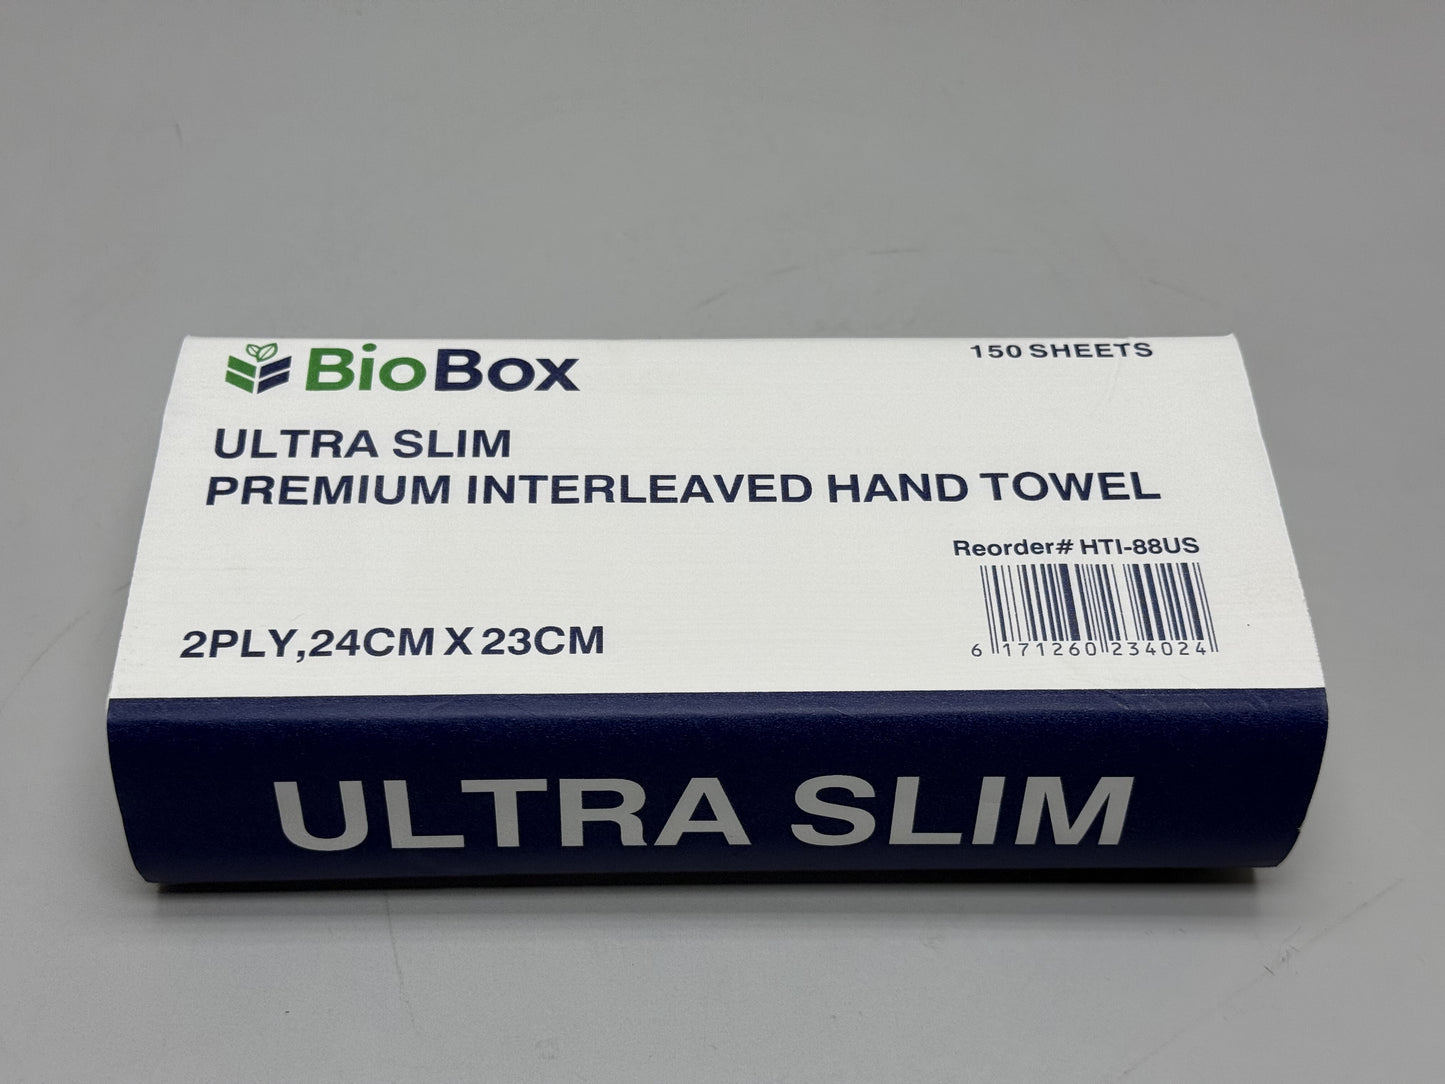 BioBox
150 SHEETS
ULTRA SLIM
PREMIUM INTERLEAVED HAND TOWEL
Reorder# HTI-88US
6 171260 234024
2PLY,24CM X 23CM
ULTRA SLIM